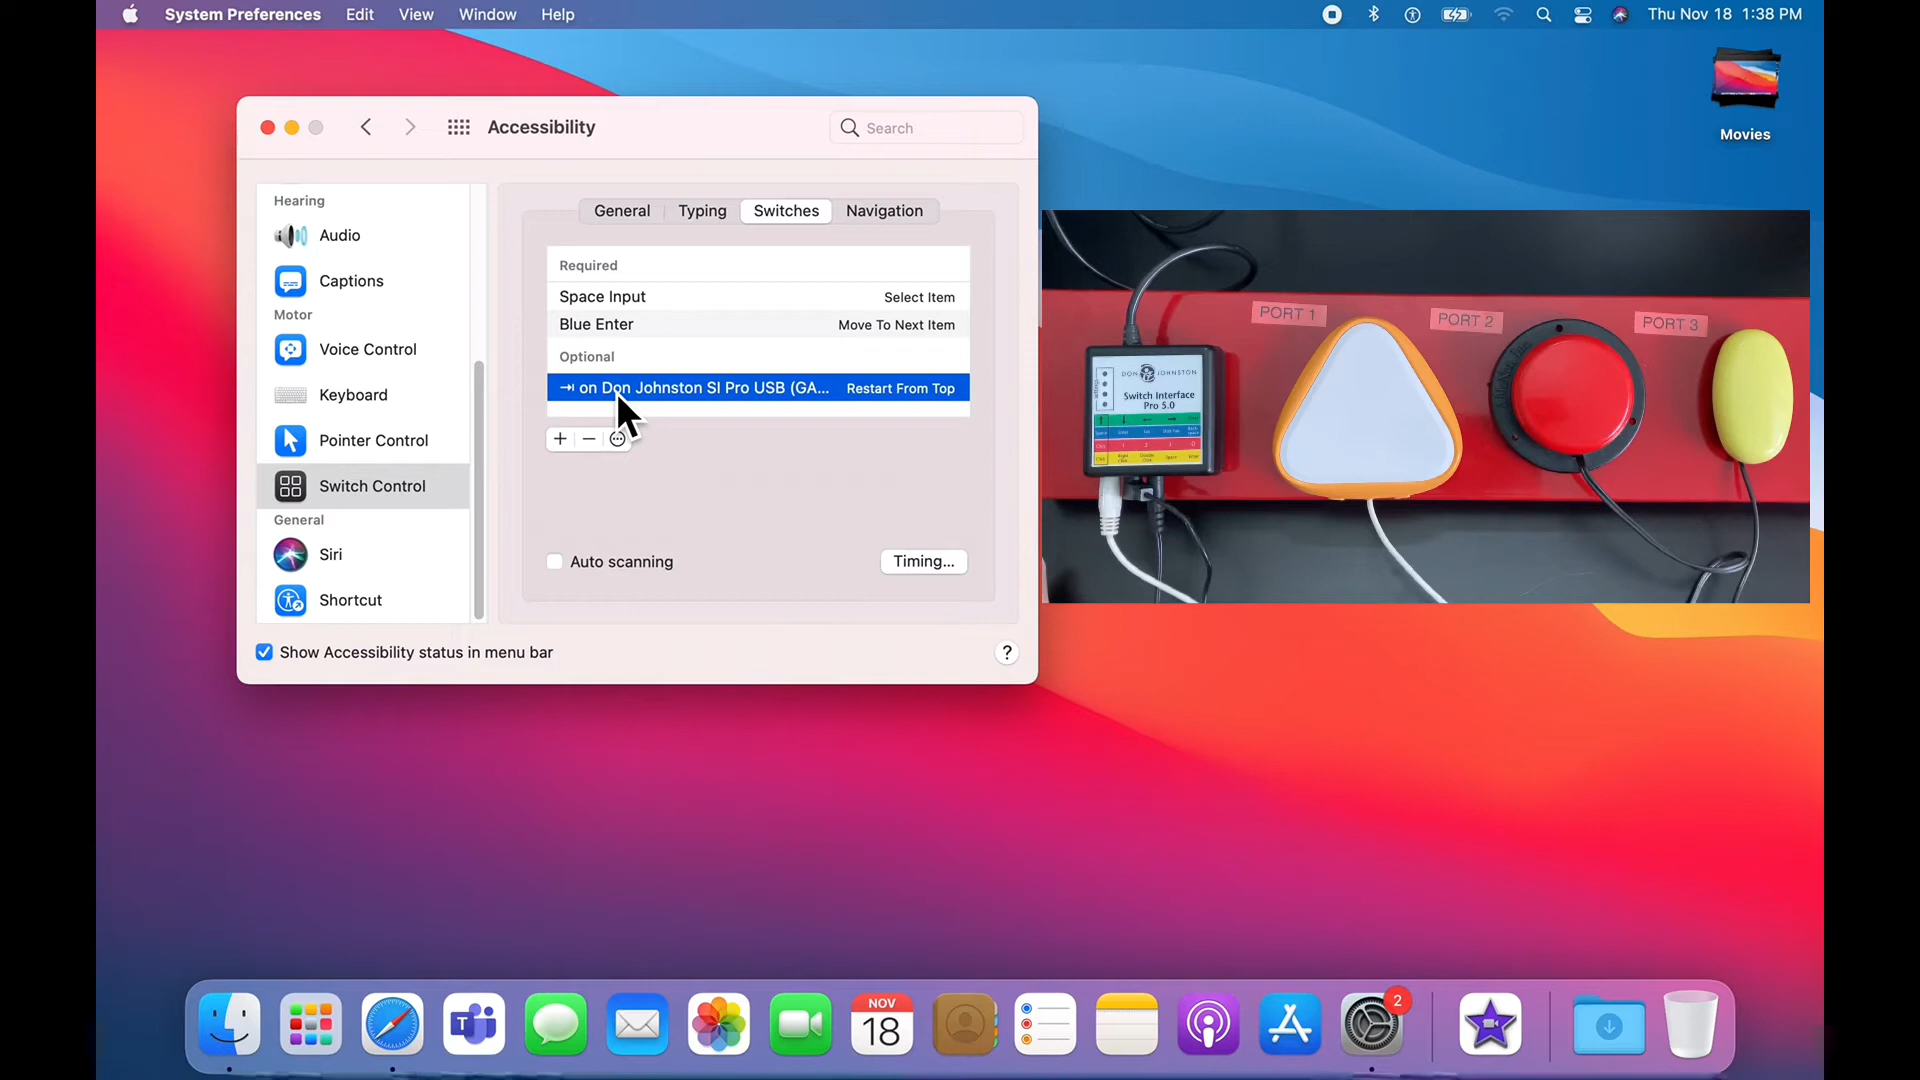 System Preferences Edit View Window Help
Thu Nov 18 1:38 PM
Movies
Accessibility
Search
Hearing
Audio
Captions
Motor
Voice Control
Keyboard
Pointer Control
Switch Control
General
Siri
Shortcut
General Typing Switches Navigation
Required
Space Input Select Item
Blue Enter Move To Next Item
Optional
⇥ on Don Johnston SI Pro USB (GA... Restart From Top
Auto scanning
Timing...
Show Accessibility status in menu bar
?
PORT 1
PORT 2
PORT 3
DON JOHNSTON
Switch Interface
Pro 5.0
NOV
18
2